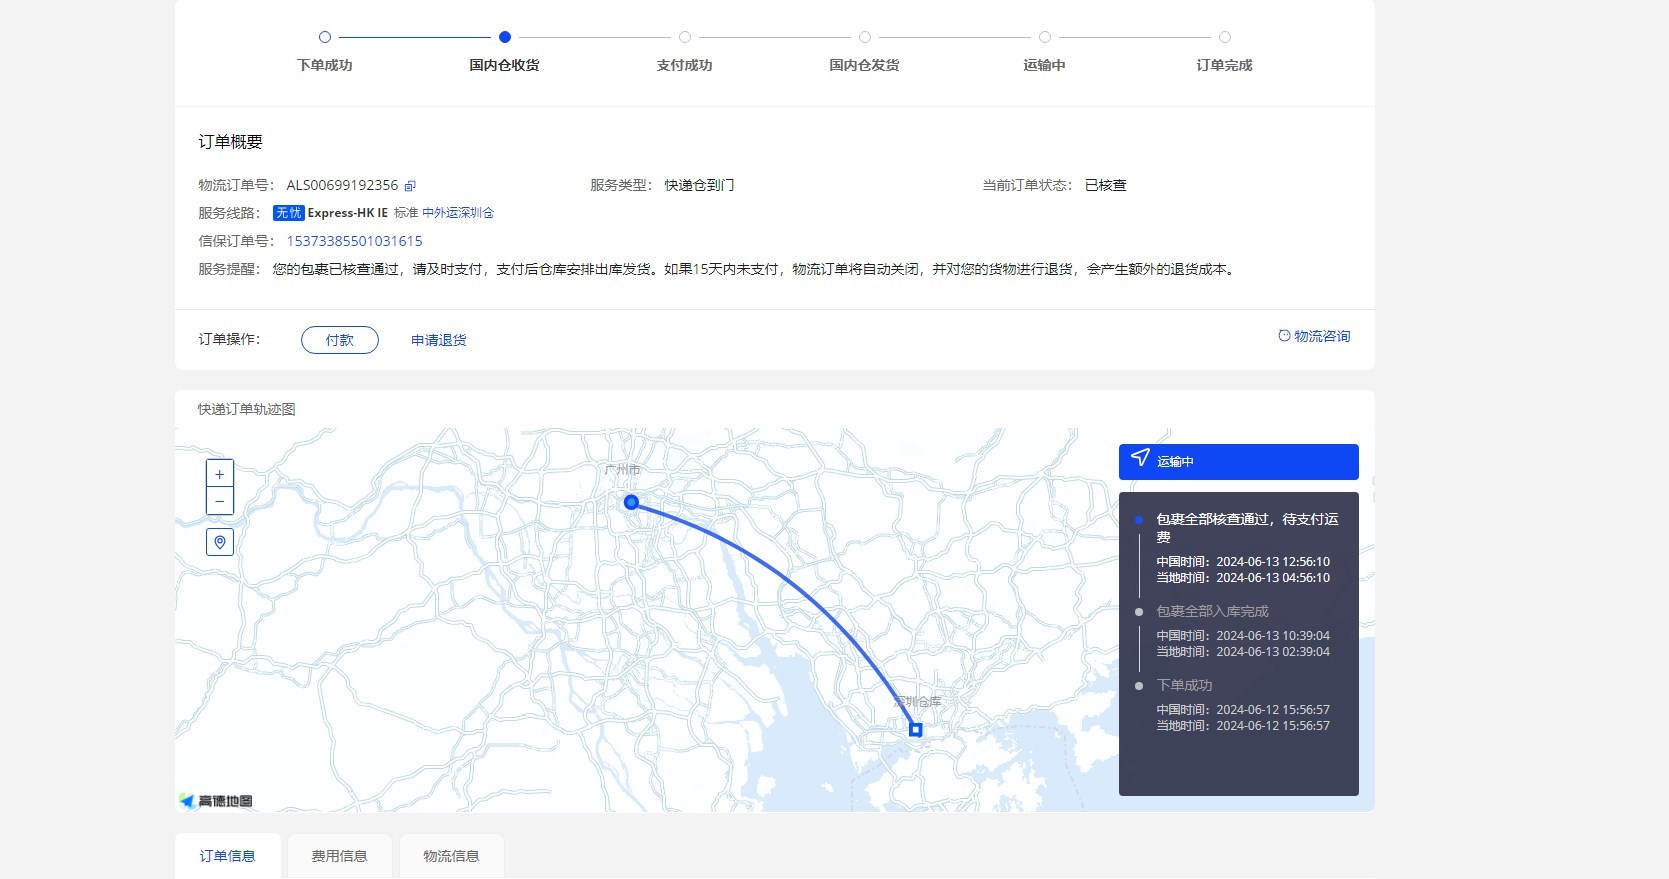 下单成功 国内仓收货 支付成功 国内仓发货 运输中 订单完成
订单概要
物流订单号： ALS00699192356 服务类型： 快递仓到门 当前订单状态： 已核查
服务线路： 无忧 Express-HK IE 标准 中外运深圳仓
信保订单号： 15373385501031615
服务提醒： 您的包裹已核查通过，请及时支付，支付后仓库安排出库发货。如果15天内未支付，物流订单将自动关闭，并对您的货物进行退货，会产生额外的退货成本。
订单操作： 付款 申请退货 物流咨询
快递订单轨迹图
+
−
广州市
深圳仓库
高德地图
运输中
包裹全部核查通过，待支付运
费
中国时间：2024-06-13 12:56:10
当地时间：2024-06-13 04:56:10
包裹全部入库完成
中国时间：2024-06-13 10:39:04
当地时间：2024-06-13 02:39:04
下单成功
中国时间：2024-06-12 15:56:57
当地时间：2024-06-12 15:56:57
订单信息 费用信息 物流信息